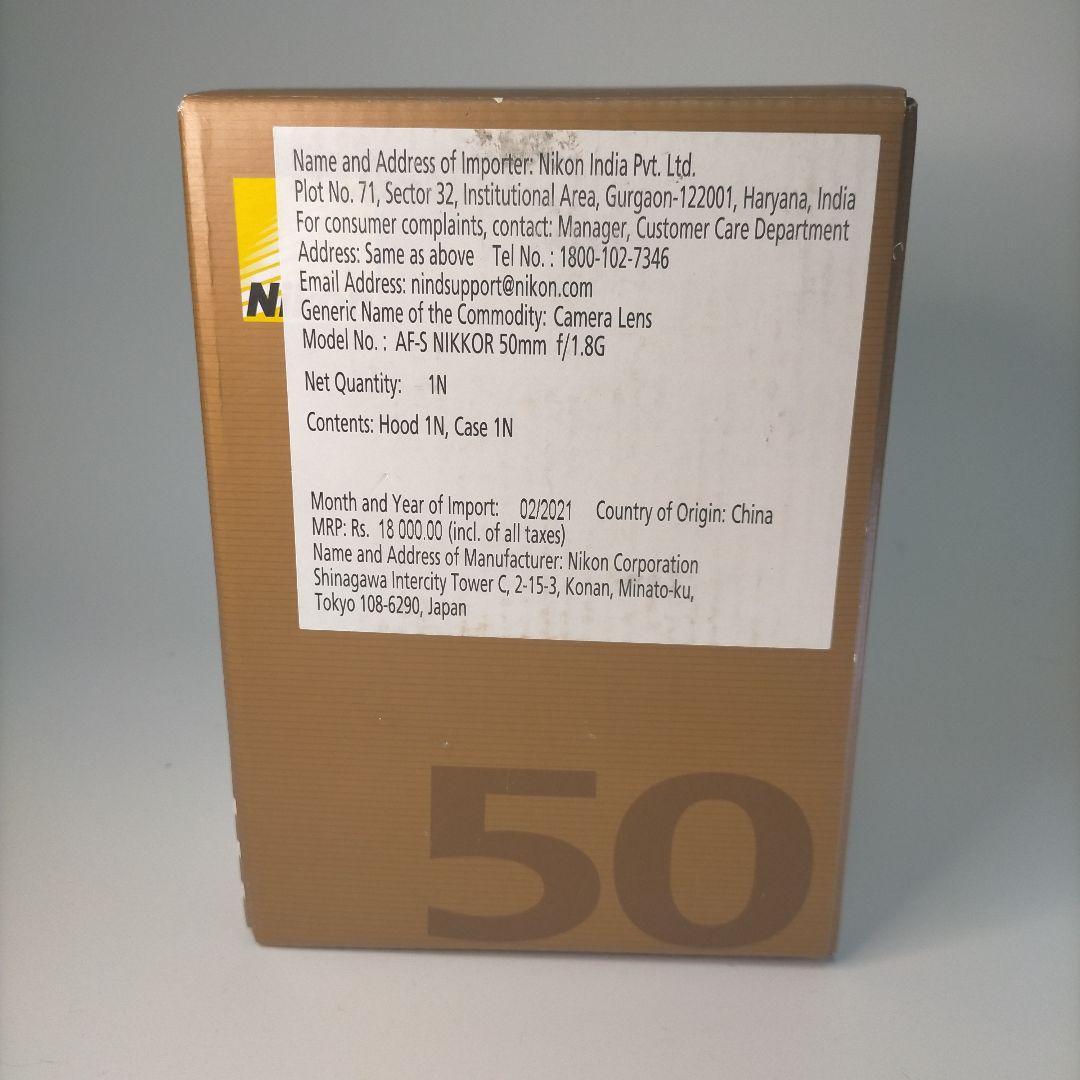 Name and Address of Importer: Nikon India Pvt. Ltd.
Plot No. 71, Sector 32, Institutional Area, Gurgaon-122001, Haryana, India
For consumer complaints, contact: Manager, Customer Care Department
Address: Same as above Tel No. : 1800-102-7346
Email Address: nindsupport@nikon.com
Generic Name of the Commodity: Camera Lens
Model No. : AF-S NIKKOR 50mm f/1.8G
Net Quantity: 1N
Contents: Hood 1N, Case 1N
Month and Year of Import: 02/2021 Country of Origin: China
MRP: Rs. 18 000.00 (incl. of all taxes)
Name and Address of Manufacturer: Nikon Corporation
Shinagawa Intercity Tower C, 2-15-3, Konan, Minato-ku,
Tokyo 108-6290, Japan
50